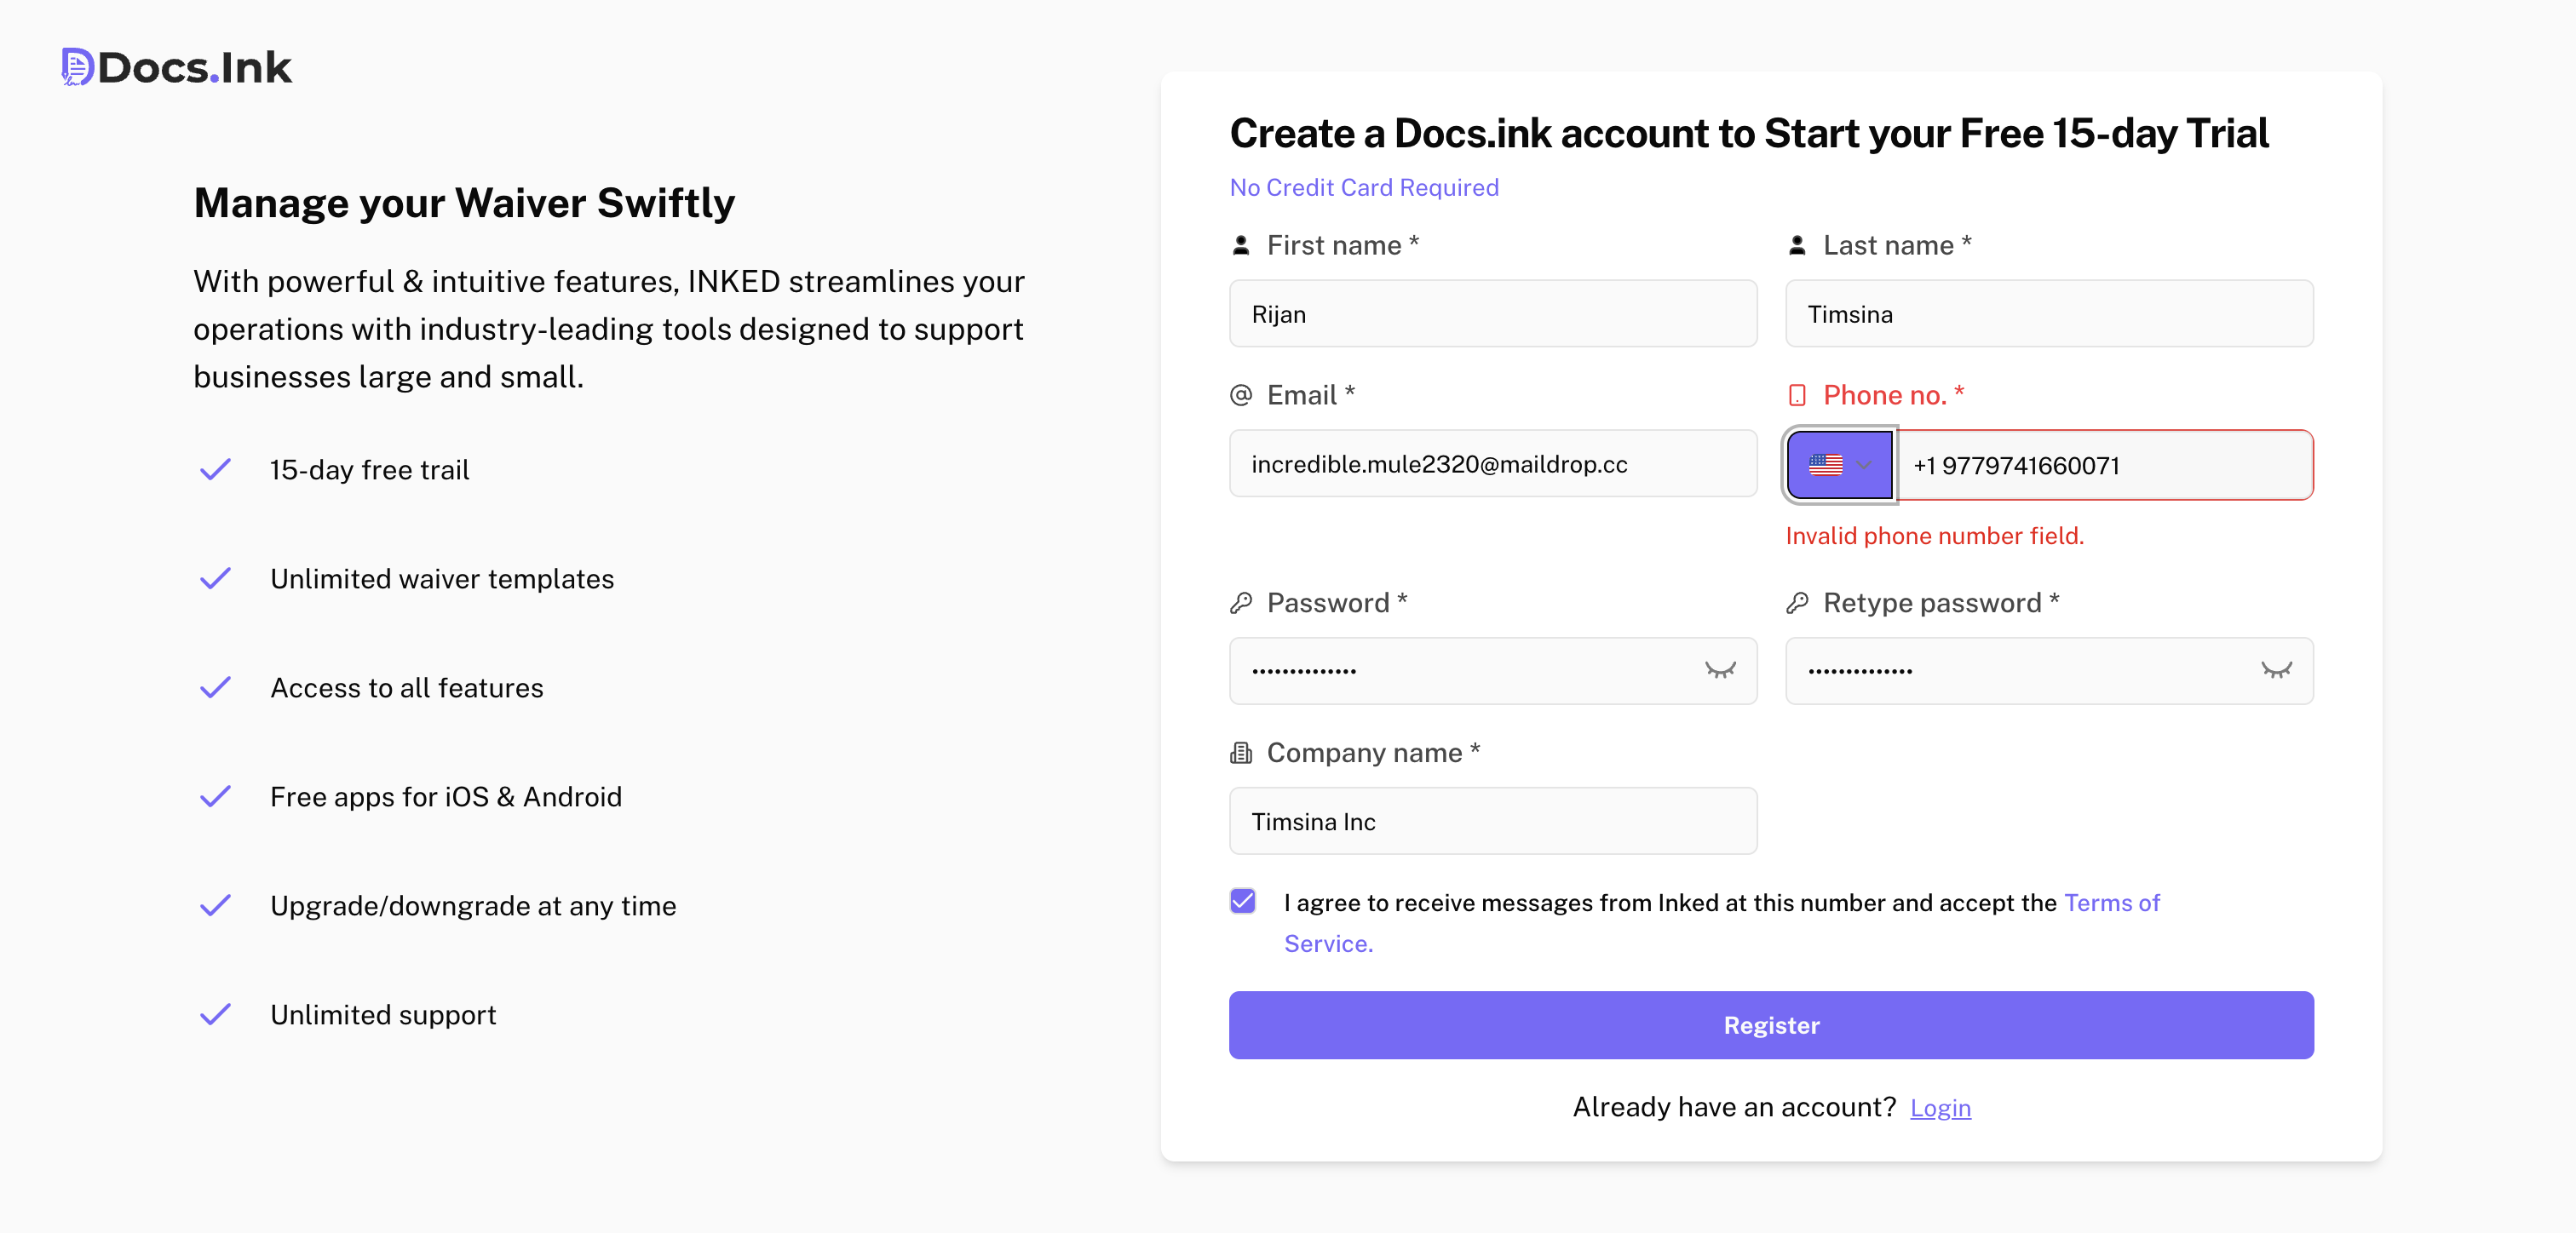 Docs.Ink
Manage your Waiver Swiftly
With powerful & intuitive features, INKED streamlines your
operations with industry-leading tools designed to support
businesses large and small.
15-day free trail
Unlimited waiver templates
Access to all features
Free apps for iOS & Android
Upgrade/downgrade at any time
Unlimited support
Create a Docs.ink account to Start your Free 15-day Trial
No Credit Card Required
First name *
Last name *
Rijan
Timsina
Email *
Phone no. *
incredible.mule2320@maildrop.cc
+1 9779741660071
Invalid phone number field.
Password *
Retype password *
••••••••••••••
••••••••••••••
Company name *
Timsina Inc
I agree to receive messages from Inked at this number and accept the Terms of
Service.
Register
Already have an account? Login